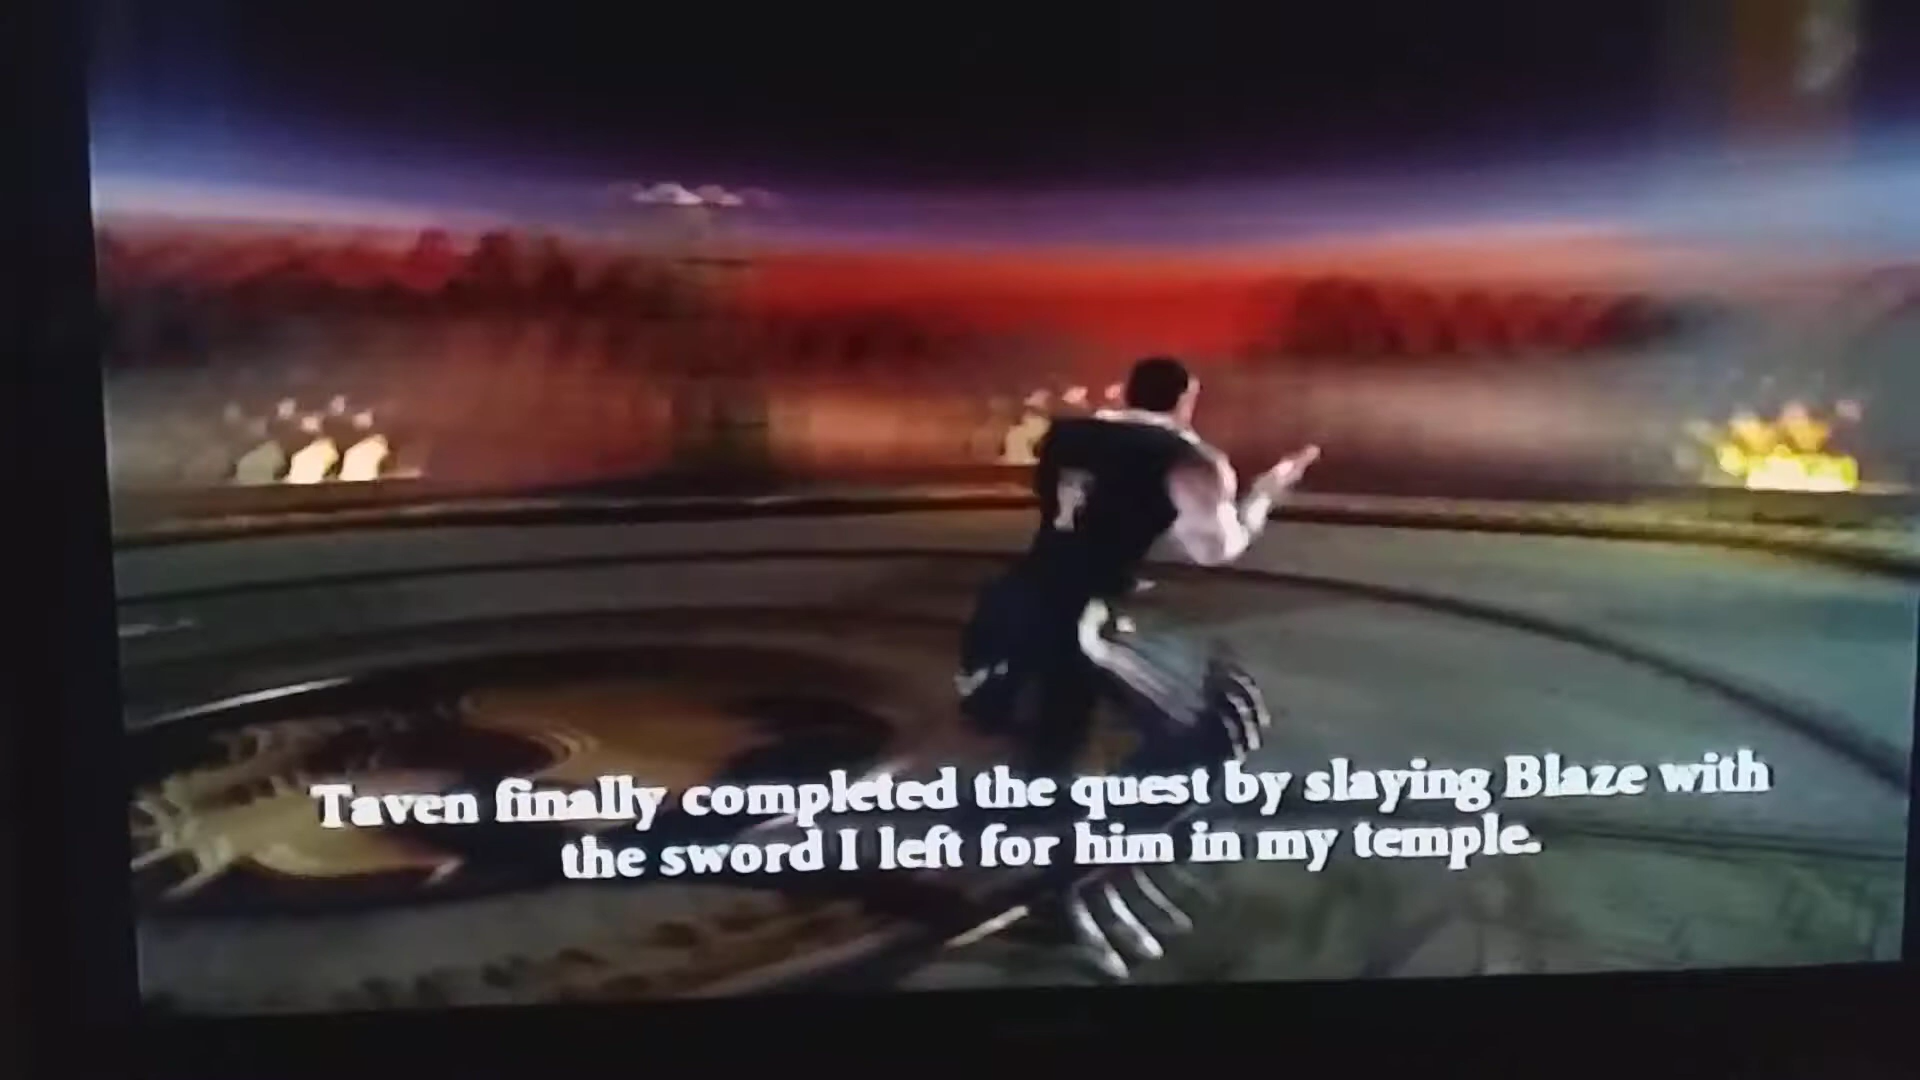 Taven finally completed the quest by slaying Blaze with
the sword I left for him in my temple.